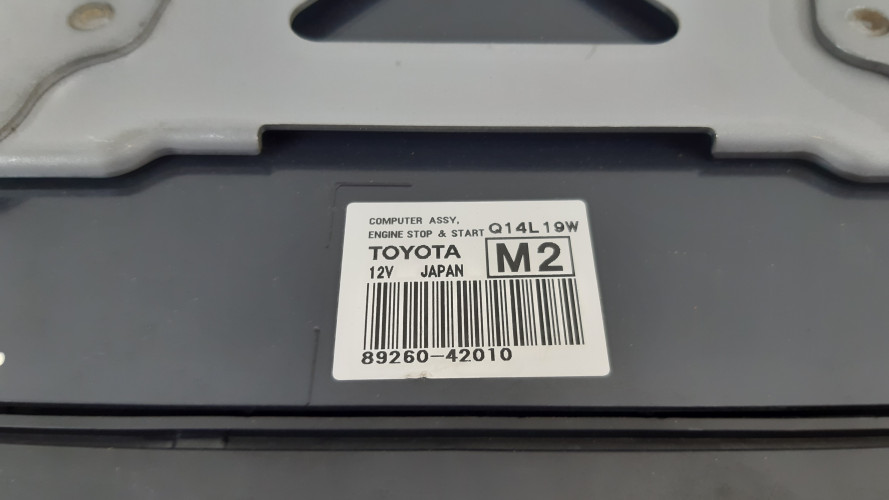 COMPUTER ASSY,
ENGINE STOP & START Q14L19W
TOYOTA M2
12V JAPAN
89260-42010